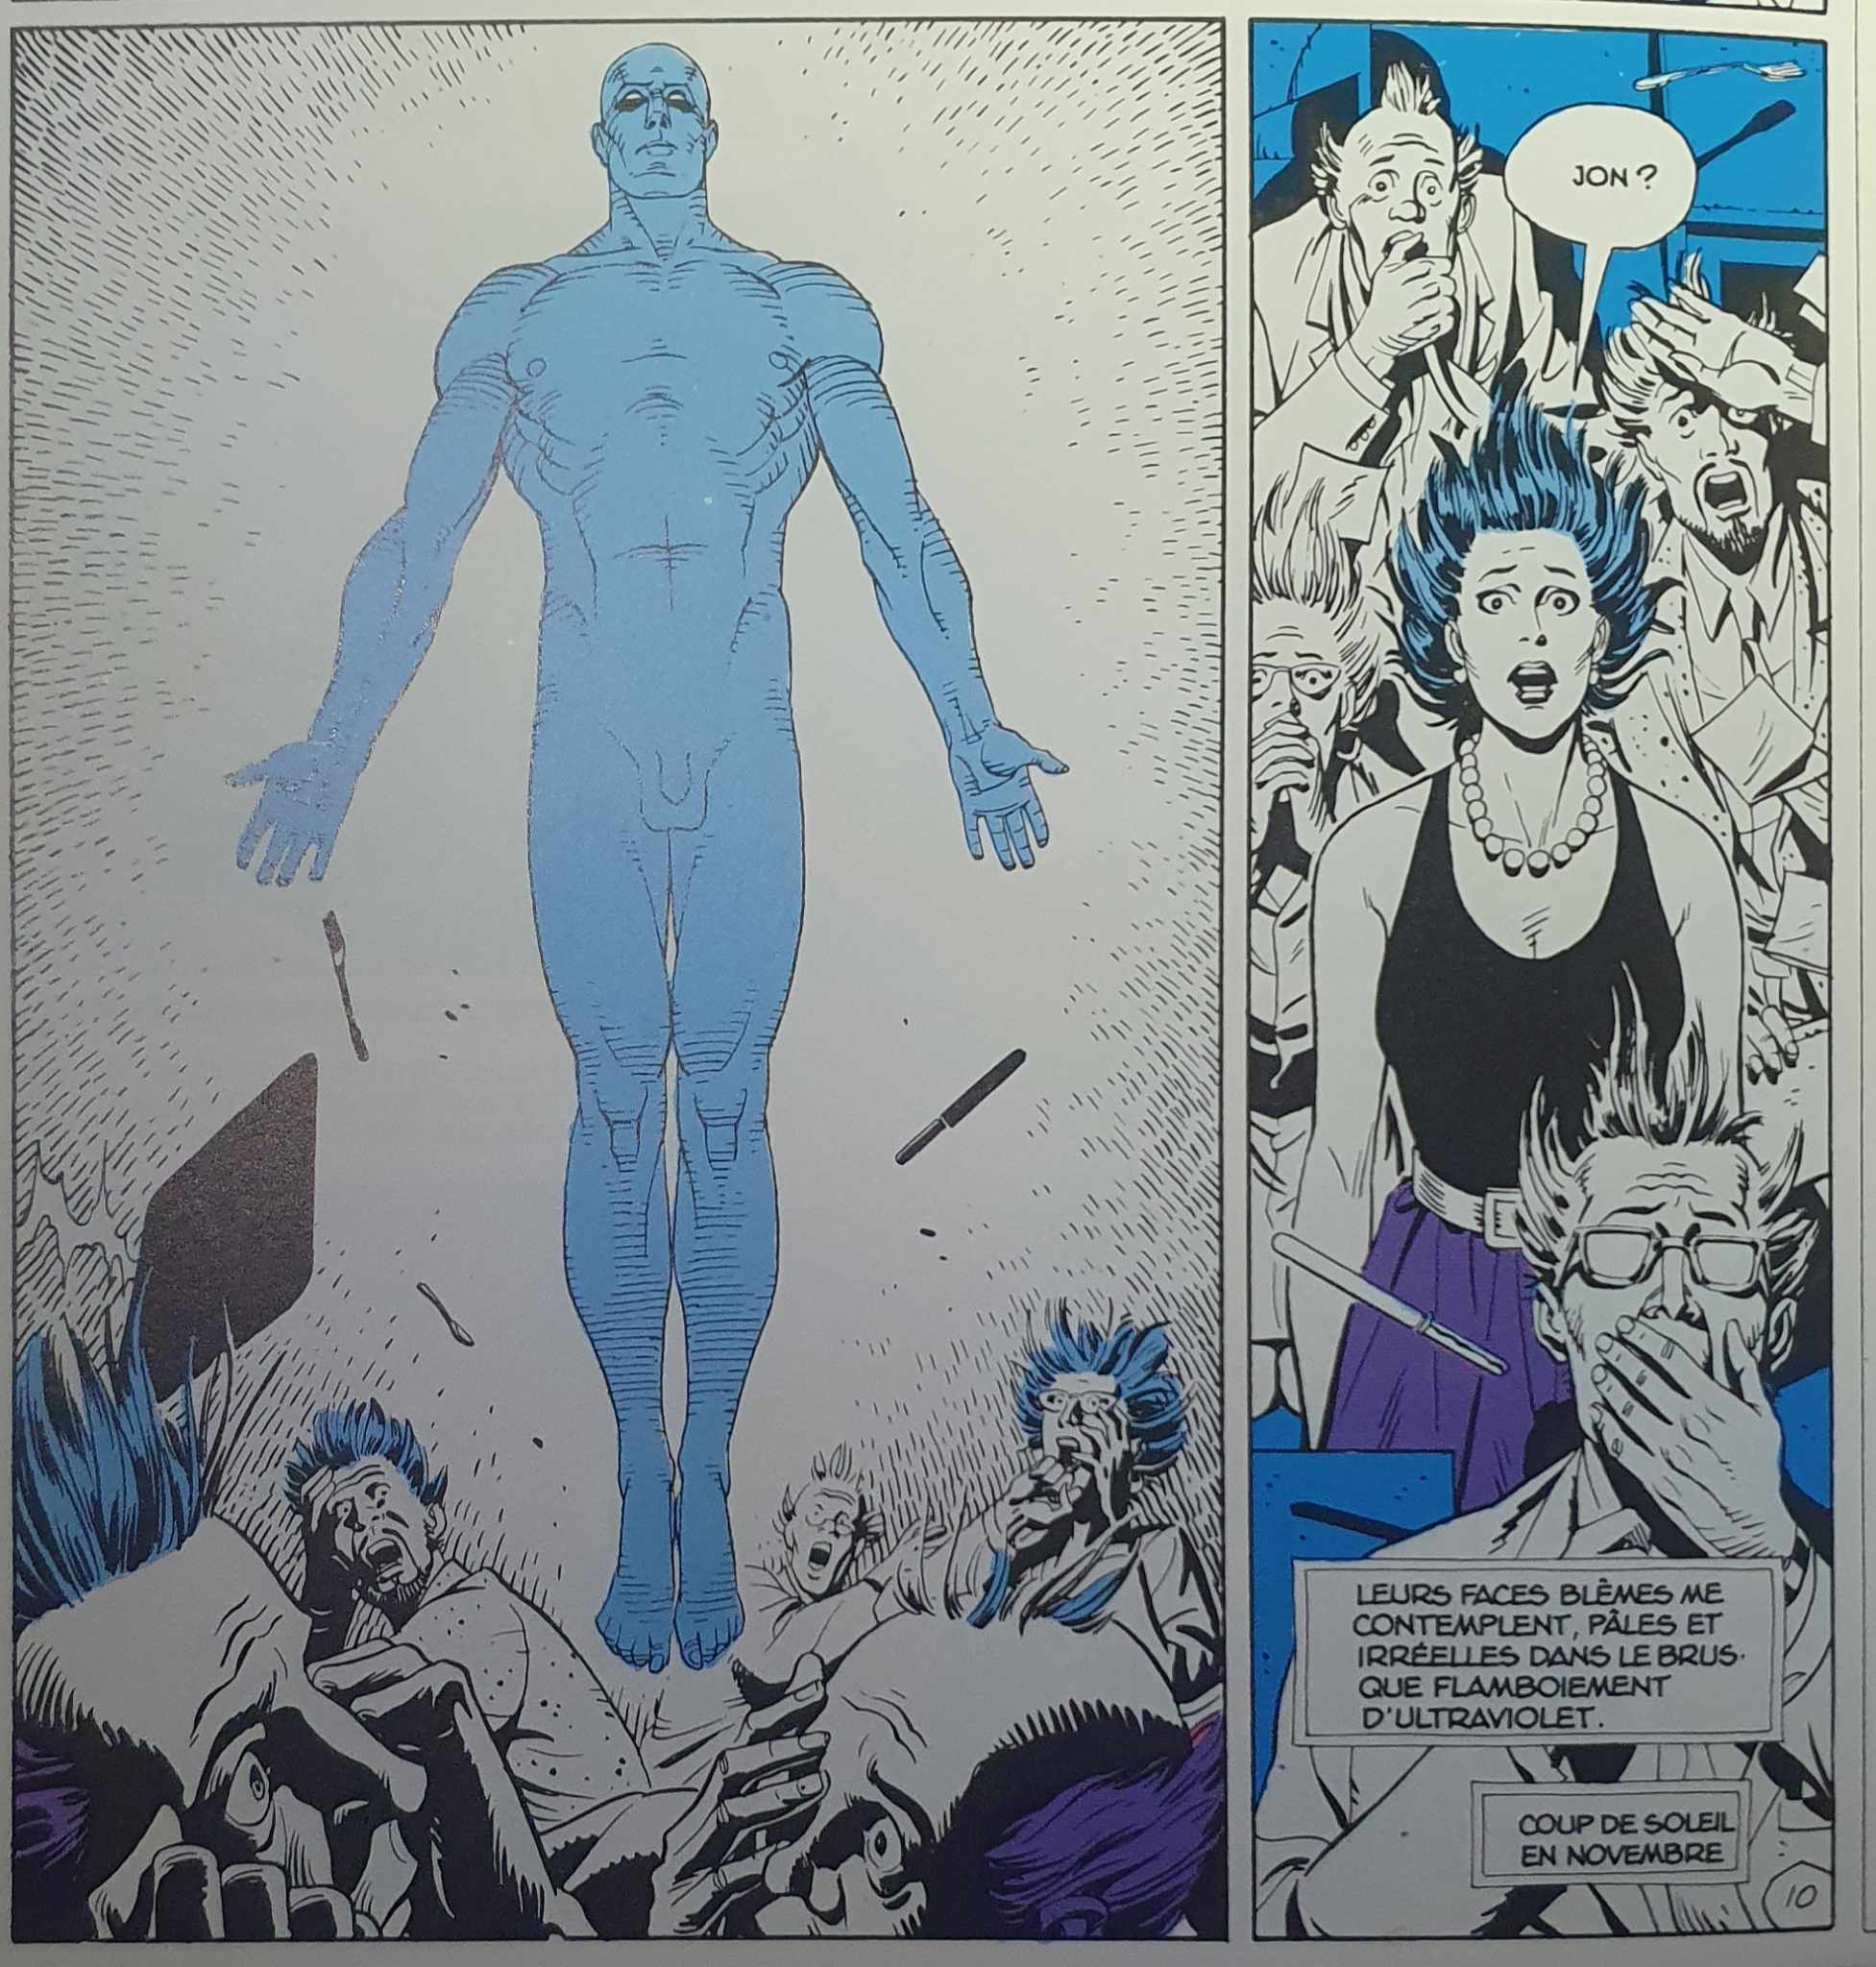 JON ?
LEURS FACES BLÊMES ME
CONTEMPLENT, PÂLES ET
IRRÉELLES DANS LE BRUS-
QUE FLAMBOIEMENT
D'ULTRAVIOLET.
COUP DE SOLEIL
EN NOVEMBRE
10